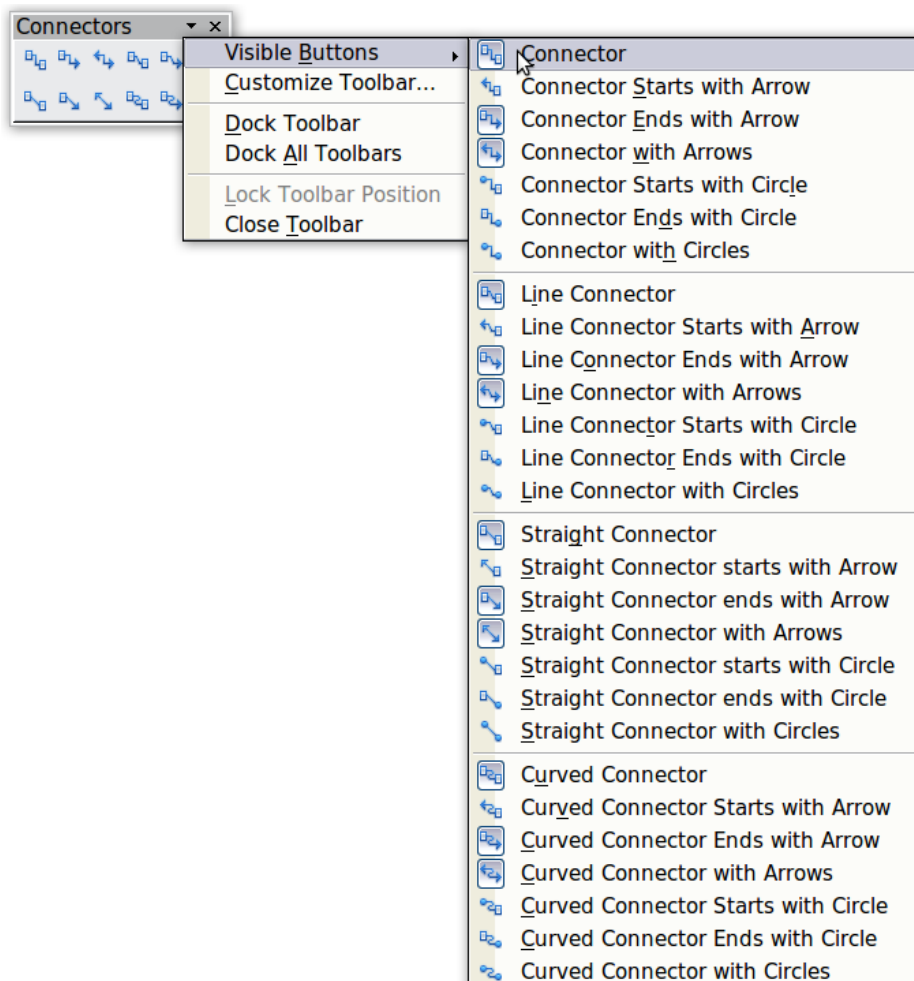 Connectors
Visible Buttons
Customize Toolbar...
Dock Toolbar
Dock All Toolbars
Lock Toolbar Position
Close Toolbar
Connector
Connector Starts with Arrow
Connector Ends with Arrow
Connector with Arrows
Connector Starts with Circle
Connector Ends with Circle
Connector with Circles
Line Connector
Line Connector Starts with Arrow
Line Connector Ends with Arrow
Line Connector with Arrows
Line Connector Starts with Circle
Line Connector Ends with Circle
Line Connector with Circles
Straight Connector
Straight Connector starts with Arrow
Straight Connector ends with Arrow
Straight Connector with Arrows
Straight Connector starts with Circle
Straight Connector ends with Circle
Straight Connector with Circles
Curved Connector
Curved Connector Starts with Arrow
Curved Connector Ends with Arrow
Curved Connector with Arrows
Curved Connector Starts with Circle
Curved Connector Ends with Circle
Curved Connector with Circles